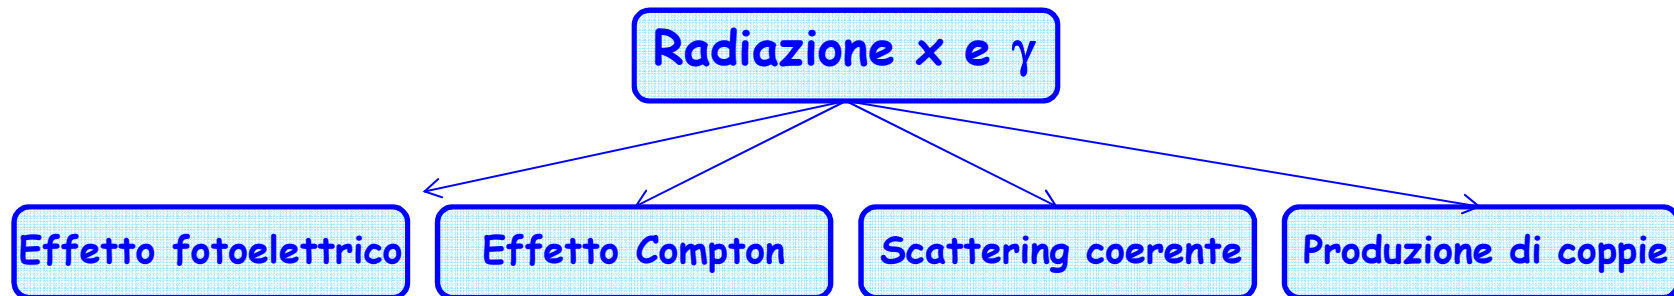 Radiazione x e γ
Effetto fotoelettrico
Effetto Compton
Scattering coerente
Produzione di coppie